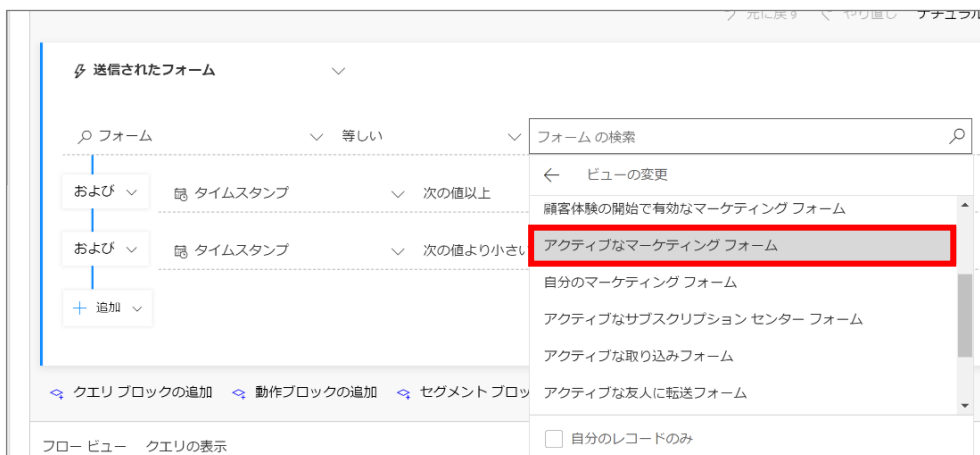 元に戻す やり直し ナチュラル
送信されたフォーム
フォーム 等しい フォーム の検索
ビューの変更
および タイムスタンプ 次の値以上
顧客体験の開始で有効なマーケティング フォーム
アクティブなマーケティング フォーム
および タイムスタンプ 次の値より小さい
自分のマーケティング フォーム
+ 追加
アクティブなサブスクリプション センター フォーム
アクティブな取り込みフォーム
クエリ ブロックの追加 動作ブロックの追加 セグメント ブロッ
アクティブな友人に転送フォーム
自分のレコードのみ
フロー ビュー クエリの表示